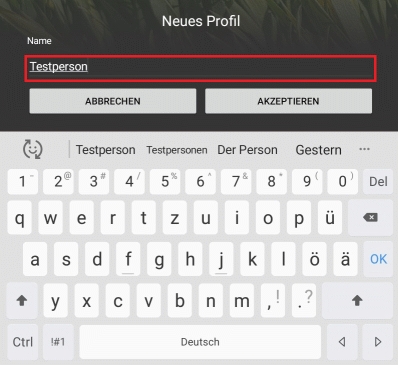 Neues Profil
Name
Testperson
ABBRECHEN AKZEPTIEREN
Testperson Testpersonen Der Person Gestern ...
1 - 2 @ 3 # 4 / 5 % 6 ^ 7 & 8 * 9 ( 0 ) Del
q w e r t z u i o p ü
a s d f g h j k l ö ä OK
y x c v b n m , ! . ?
Ctrl !#1 Deutsch